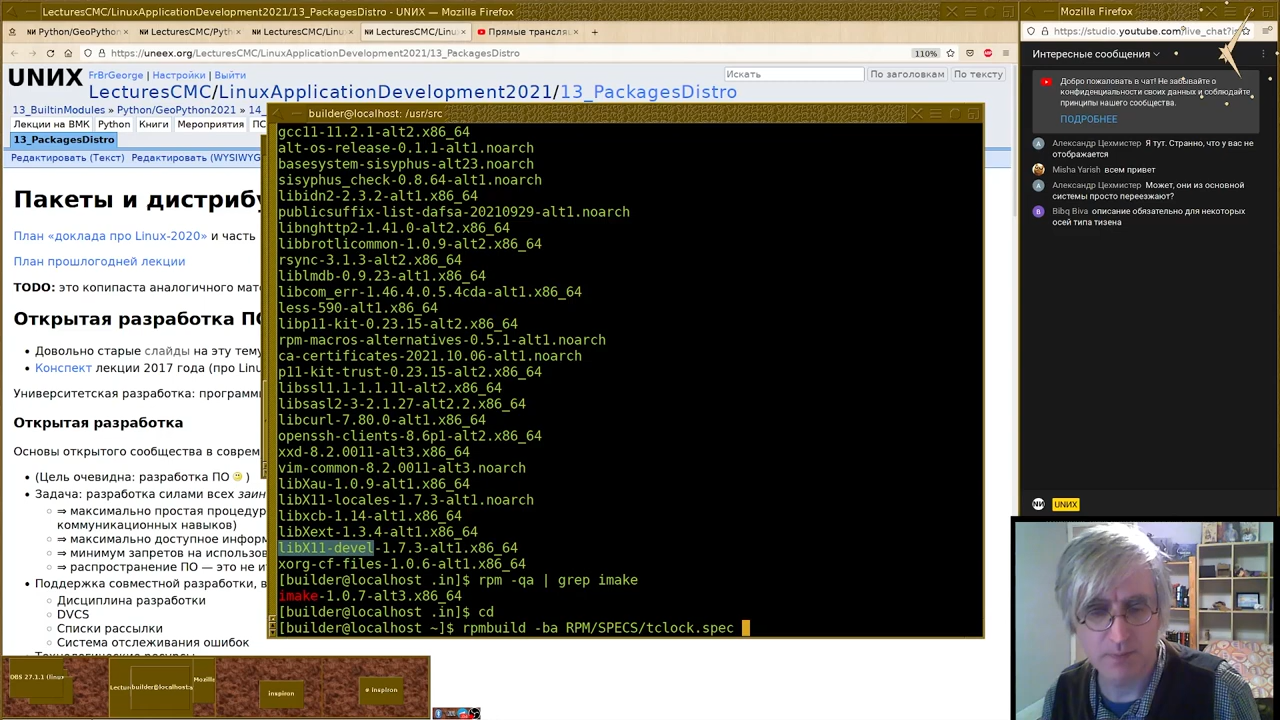 LecturesCMC/LinuxApplicationDevelopment2021/13_PackagesDistro - UNИX — Mozilla Firefox
Python/GeoPython
LecturesCMC/Pyth
LecturesCMC/Linu
LecturesCMC/Linu
Прямые трансляц
https://uneex.org/LecturesCMC/LinuxApplicationDevelopment2021/13_PackagesDistro
110%
UNИX
FrBrGeorge | Настройки | Выйти
Искать
По заголовкам
По тексту
LecturesCMC/LinuxApplicationDevelopment2021/13_PackagesDistro
13_BuiltinModules » Python/GeoPython2021 » 14_
Лекции на ВМК
Python
Книги
Мероприятия
13_PackagesDistro
Редактировать (Текст) Редактировать (WYSIWYG
Пакеты и дистрибу
План «доклада про Linux-2020» и часть
План прошлогодней лекции
TODO: это копипаста аналогичного мат
Открытая разработка ПО
Довольно старые слайды на эту тему
Конспект лекции 2017 года (про Linu
Университетская разработка: програм
Открытая разработка
Основы открытого сообщества в соврем
(Цель очевидна: разработка ПО )
Задача: разработка силами всех заин
⇒ максимально простая процедур
коммуникационных навыков)
⇒ максимально доступное информ
⇒ минимум запретов на использов
⇒ распространение ПО — это не и
Поддержка совместной разработки, в
Дисциплина разработки
DVCS
Списки рассылки
Система отслеживания ошибок
builder@localhost: /usr/src
gcc11-11.2.1-alt2.x86_64
alt-os-release-0.1.1-alt1.noarch
basesystem-sisyphus-alt23.noarch
sisyphus_check-0.8.64-alt1.noarch
libidn2-2.3.2-alt1.x86_64
publicsuffix-list-dafsa-20210929-alt1.noarch
libnghttp2-1.41.0-alt2.x86_64
libbrotlicommon-1.0.9-alt1.x86_64
rsync-3.1.3-alt2.x86_64
liblmdb-0.9.23-alt1.x86_64
libcom_err-1.46.4.0.5.4cda-alt1.x86_64
less-590-alt1.x86_64
libp11-kit-0.23.15-alt2.x86_64
rpm-macros-alternatives-0.5.1-alt1.noarch
ca-certificates-2021.10.06-alt1.noarch
p11-kit-trust-0.23.15-alt2.x86_64
libssl1.1-1.1.1l-alt2.x86_64
libsasl2-3-2.1.27-alt2.2.x86_64
libcurl-7.80.0-alt1.x86_64
openssh-clients-8.6p1-alt2.x86_64
xxd-8.2.0011-alt3.x86_64
vim-common-8.2.0011-alt3.noarch
libXau-1.0.9-alt1.x86_64
libX11-locales-1.7.3-alt1.noarch
libxcb-1.14-alt1.x86_64
libXext-1.3.4-alt1.x86_64
libX11-devel-1.7.3-alt1.x86_64
xorg-cf-files-1.0.6-alt1.x86_64
[builder@localhost .in]$ rpm -qa | grep imake
imake-1.0.7-alt3.x86_64
[builder@localhost .in]$ cd
[builder@localhost ~]$ rpmbuild -ba RPM/SPECS/tclock.spec
Mozilla Firefox
https://studio.youtube.com
Интересные сообщения
Добро пожаловать в чат! Не забывайте о
конфиденциальности своих данных и соблюдайте
принципы нашего сообщества.
ПОДРОБНЕЕ
Александр Цехмистер Я тут. Странно, что у вас не
отображается
Misha Yarish всем привет
Александр Цехмистер Может, они из основной
системы просто переезжают?
Bibq Biva описание обязательно для некоторых
осей типа тизена
UNИX
OBS 27.1.1 (linux
builder@localhost:
Mozilla
inspiron
# inspiron